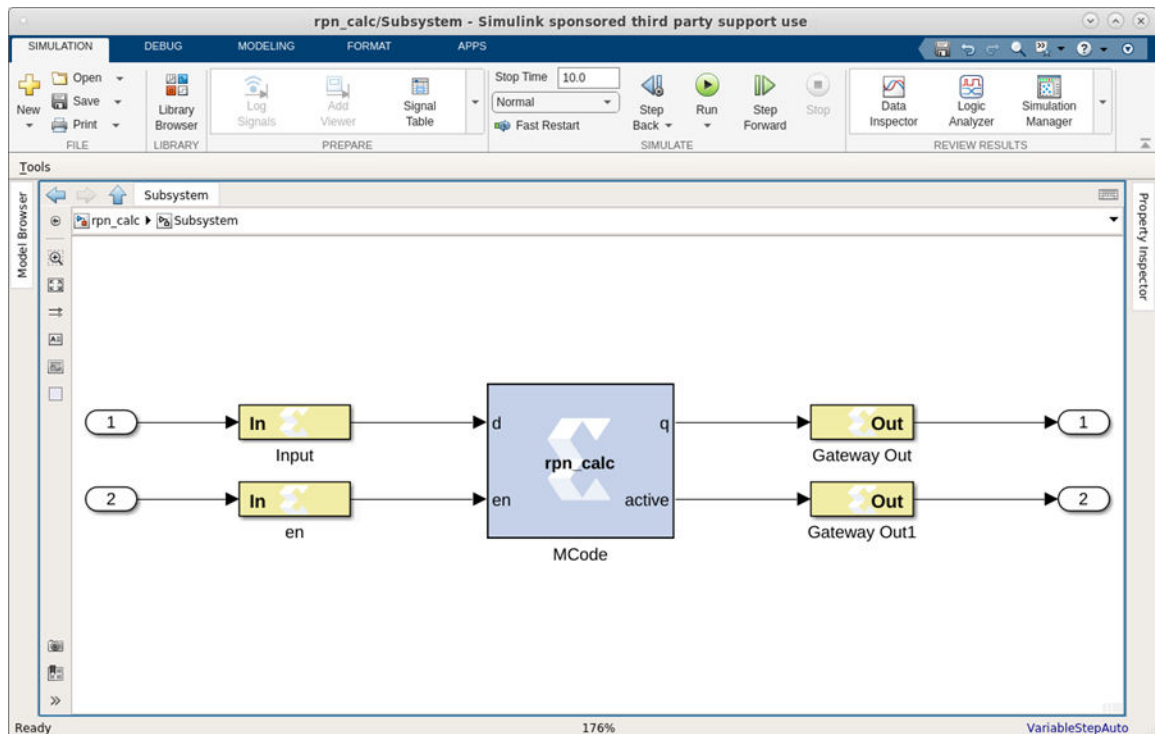 rpn_calc/Subsystem - Simulink sponsored third party support use
SIMULATION DEBUG MODELING FORMAT APPS
New
Open
Save
Print
FILE
Library Browser
LIBRARY
Log Signals
Add Viewer
Signal Table
PREPARE
Stop Time 10.0
Normal
Fast Restart
Step Back
Run
Step Forward
Stop
SIMULATE
Data Inspector
Logic Analyzer
Simulation Manager
REVIEW RESULTS
Tools
Model Browser
Subsystem
rpn_calc Subsystem
Property Inspector
1 In d q Out 1
Input rpn_calc Gateway Out
2 In en active Out 2
en Gateway Out1
MCode
Ready 176% VariableStepAuto